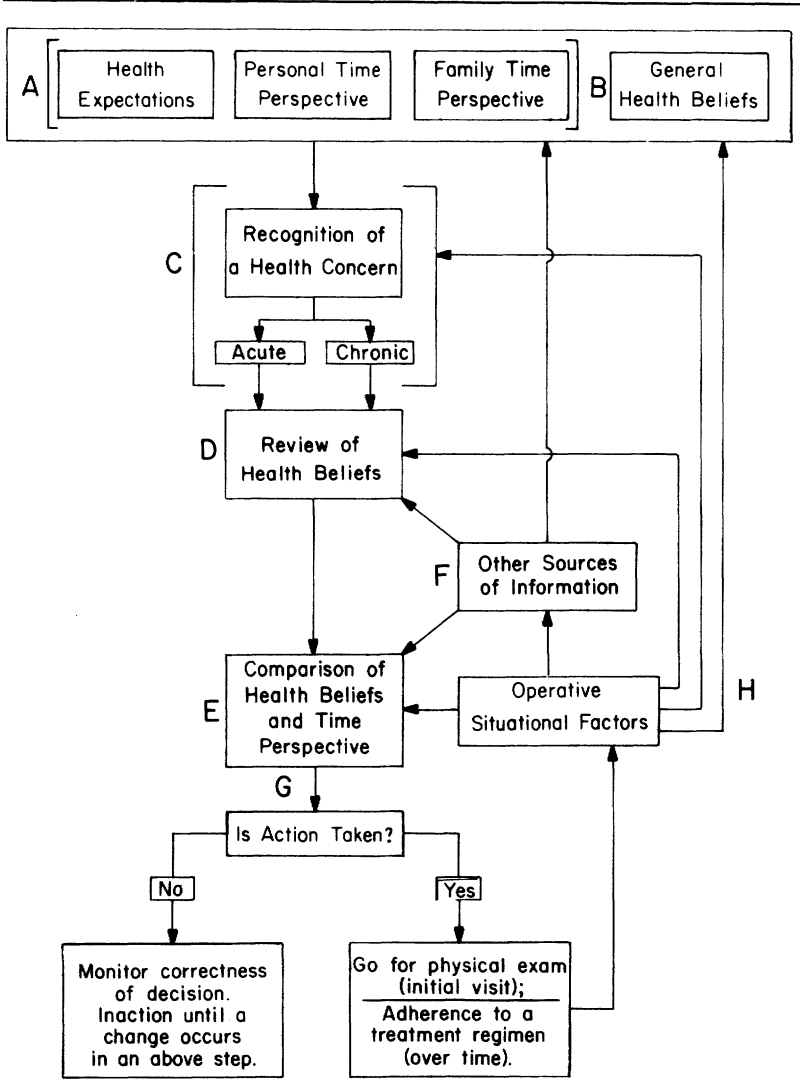 A
Health
Expectations
Personal Time
Perspective
Family Time
Perspective
B
General
Health Beliefs
C
Recognition of
a Health Concern
Acute
Chronic
D
Review of
Health Beliefs
F
Other Sources
of Information
E
Comparison of
Health Beliefs
and Time
Perspective
Operative
Situational Factors
H
G
Is Action Taken?
No
Yes
Monitor correctness
of decision.
Inaction until a
change occurs
in an above step.
Go for physical exam
(initial visit);
Adherence to a
treatment regimen
(over time).